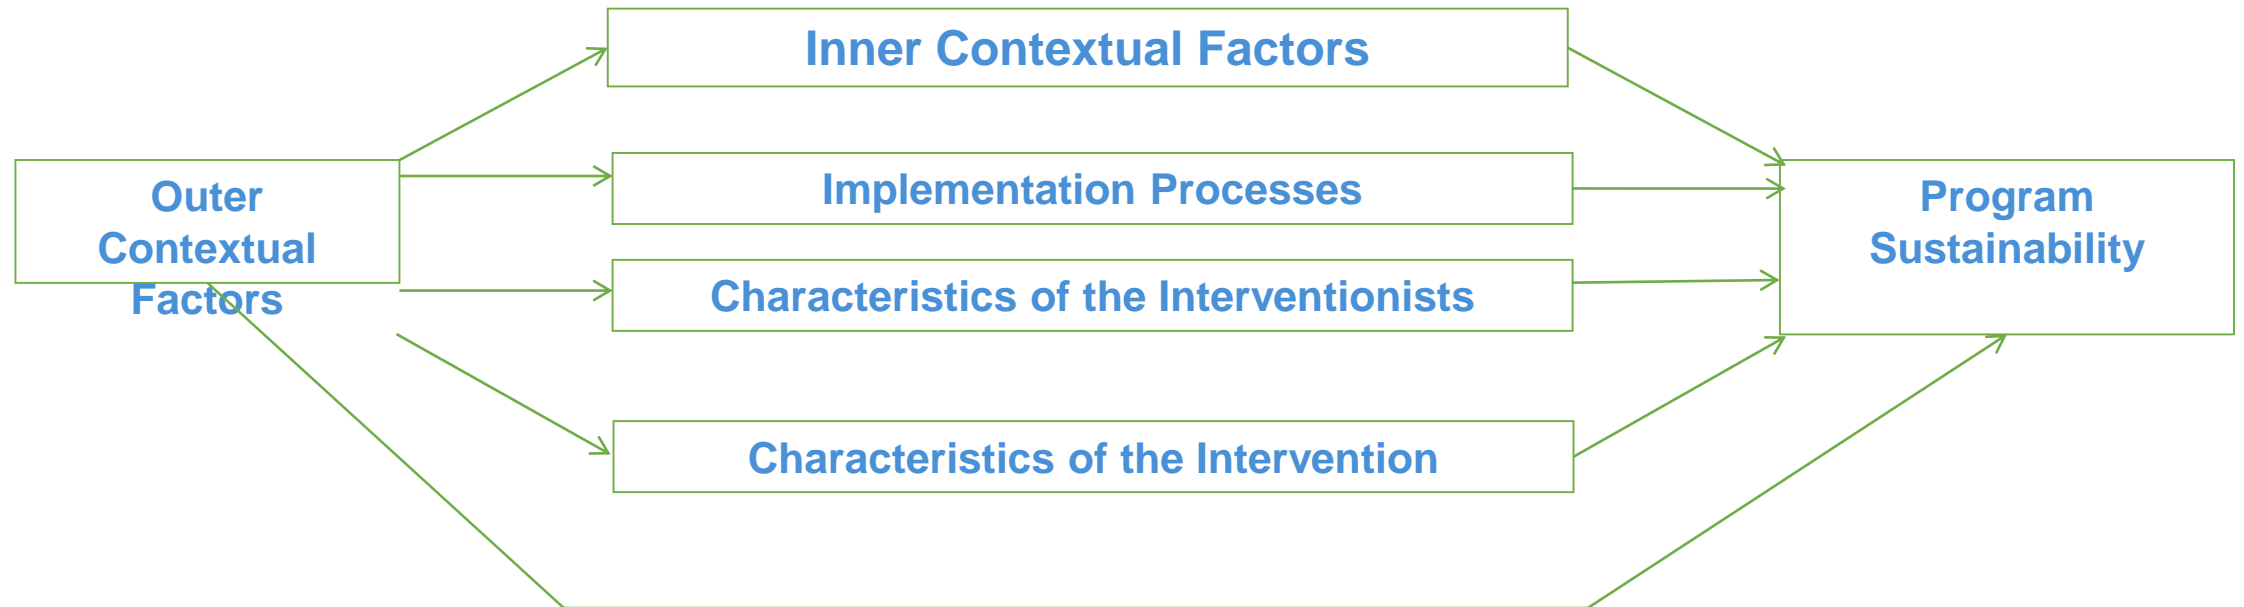 Inner Contextual Factors
Outer
Contextual
Factors
Implementation Processes
Characteristics of the Interventionists
Characteristics of the Intervention
Program
Sustainability